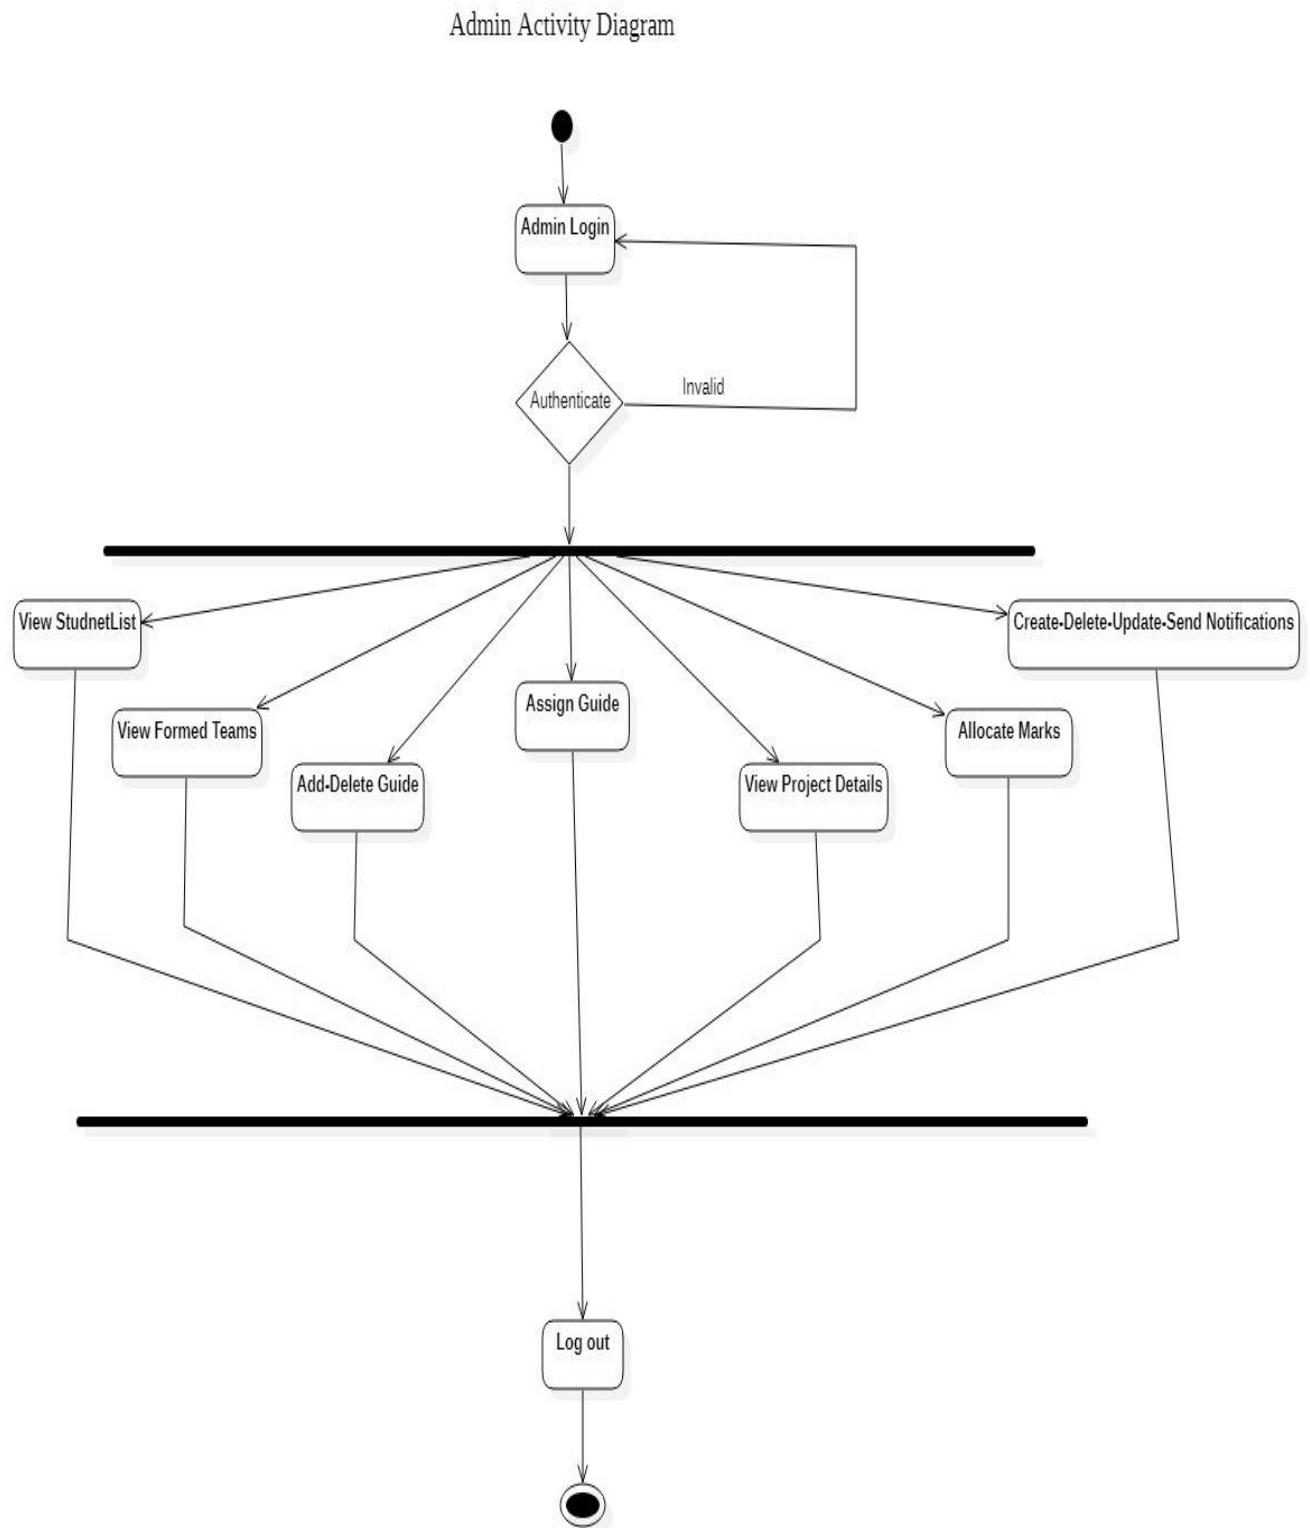 Admin Activity Diagram
Admin Login
Authenticate
Invalid
View StudnetList
Create-Delete-Update-Send Notifications
View Formed Teams
Assign Guide
Allocate Marks
Add-Delete Guide
View Project Details
Log out